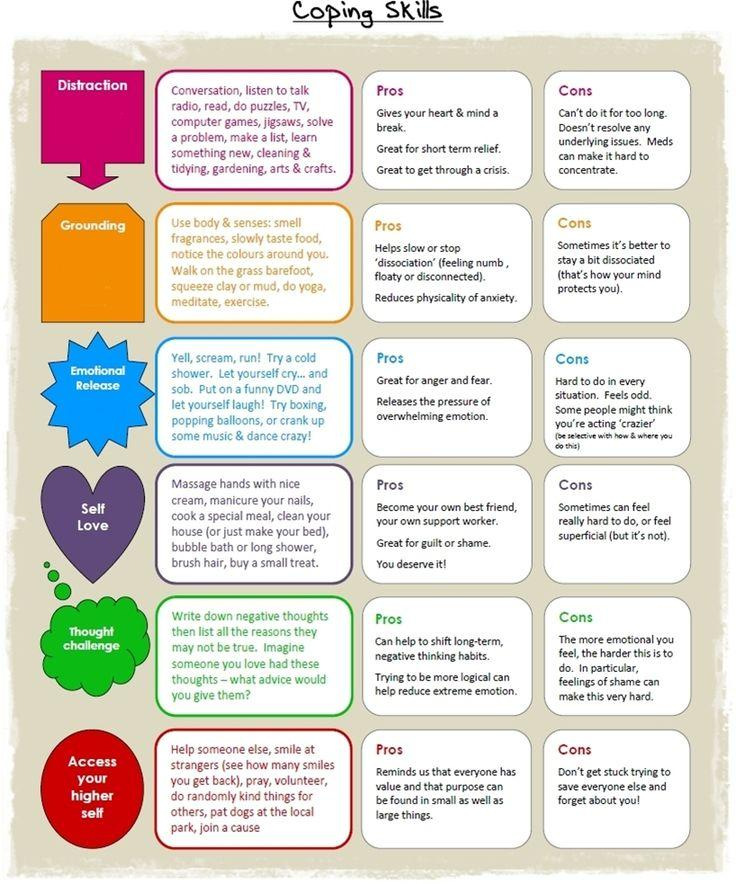 Coping Skills
Distraction
Conversation, listen to talk
radio, read, do puzzles, TV,
computer games, jigsaws, solve
a problem, make a list, learn
something new, cleaning &
tidying, gardening, arts & crafts.
Pros
Gives your heart & mind a
break.
Great for short term relief.
Great to get through a crisis.
Cons
Can't do it for too long.
Doesn't resolve any
underlying issues. Meds
can make it hard to
concentrate.
Grounding
Use body & senses: smell
fragrances, slowly taste food,
notice the colours around you.
Walk on the grass barefoot,
squeeze clay or mud, do yoga,
meditate, exercise.
Pros
Helps slow or stop
'dissociation' (feeling numb ,
floaty or disconnected).
Reduces physicality of anxiety.
Cons
Sometimes it's better to
stay a bit dissociated
(that's how your mind
protects you).
Emotional
Release
Yell, scream, run! Try a cold
shower. Let yourself cry... and
sob. Put on a funny DVD and
let yourself laugh! Try boxing,
popping balloons, or crank up
some music & dance crazy!
Pros
Great for anger and fear.
Releases the pressure of
overwhelming emotion.
Cons
Hard to do in every
situation. Feels odd.
Some people might think
you're acting 'crazier'
(be selective with how & where you
do this)
Self
Love
Massage hands with nice
cream, manicure your nails,
cook a special meal, clean your
house (or just make your bed),
bubble bath or long shower,
brush hair, buy a small treat.
Pros
Become your own best friend,
your own support worker.
Great for guilt or shame.
You deserve it!
Cons
Sometimes can feel
really hard to do, or feel
superficial (but it's not).
Thought
challenge
Write down negative thoughts
then list all the reasons they
may not be true. Imagine
someone you love had these
thoughts – what advice would
you give them?
Pros
Can help to shift long-term,
negative thinking habits.
Trying to be more logical can
help reduce extreme emotion.
Cons
The more emotional you
feel, the harder this is to
do. In particular,
feelings of shame can
make this very hard.
Access
your
higher
self
Help someone else, smile at
strangers (see how many smiles
you get back), pray, volunteer,
do randomly kind things for
others, pat dogs at the local
park, join a cause
Pros
Reminds us that everyone has
value and that purpose can
be found in small as well as
large things.
Cons
Don't get stuck trying to
save everyone else and
forget about you!